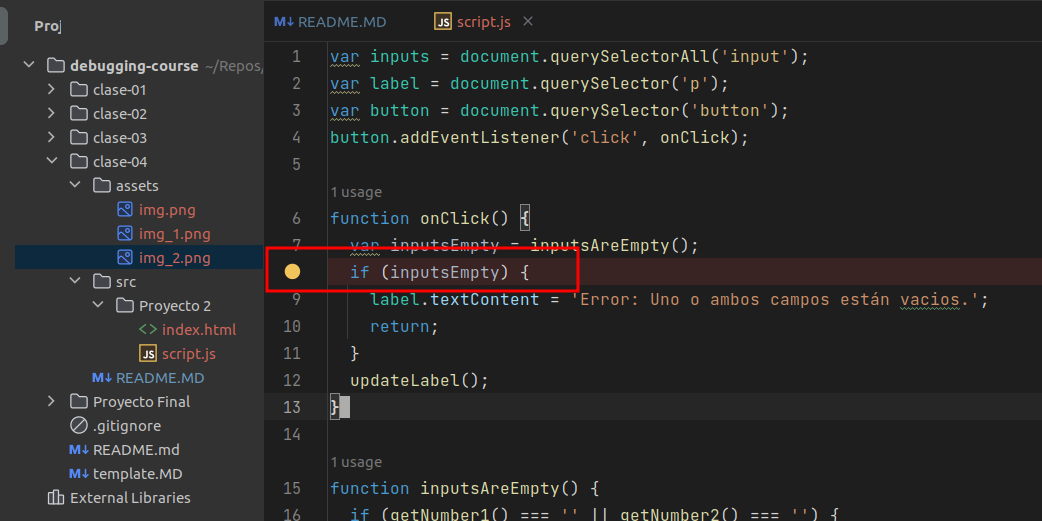 Proj
debugging-course ~/Repos/
clase-01
clase-02
clase-03
clase-04
assets
img.png
img_1.png
img_2.png
src
Proyecto 2
<> index.html
JS script.js
M↓ README.MD
Proyecto Final
.gitignore
M↓ README.md
M↓ template.MD
External Libraries
M↓ README.MD JS script.js ×
1 var inputs = document.querySelectorAll('input');
2 var label = document.querySelector('p');
3 var button = document.querySelector('button');
4 button.addEventListener('click', onClick);
5
1 usage
6 function onClick() {
7 var inputsEmpty = inputsAreEmpty();
if (inputsEmpty) {
9 label.textContent = 'Error: Uno o ambos campos están vacios.';
10 return;
11 }
12 updateLabel();
13 }
14
1 usage
15 function inputsAreEmpty() {
16 if (getNumber1() === '' || getNumber2() === '') {